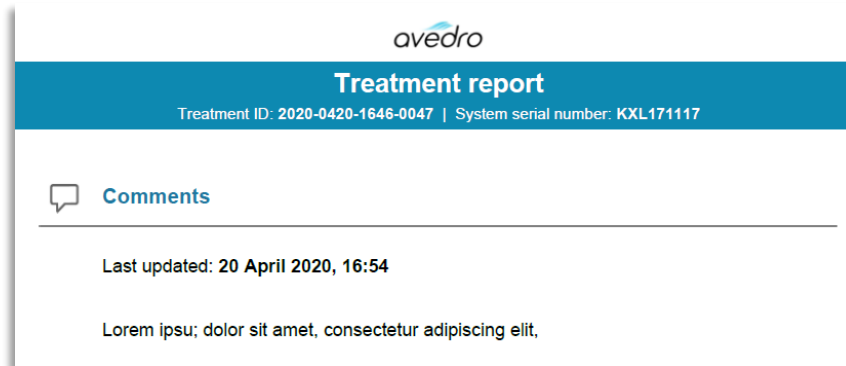 avedro
Treatment report
Treatment ID: 2020-0420-1646-0047 | System serial number: KXL171117
Comments
Last updated: 20 April 2020, 16:54
Lorem ipsu; dolor sit amet, consectetur adipiscing elit,